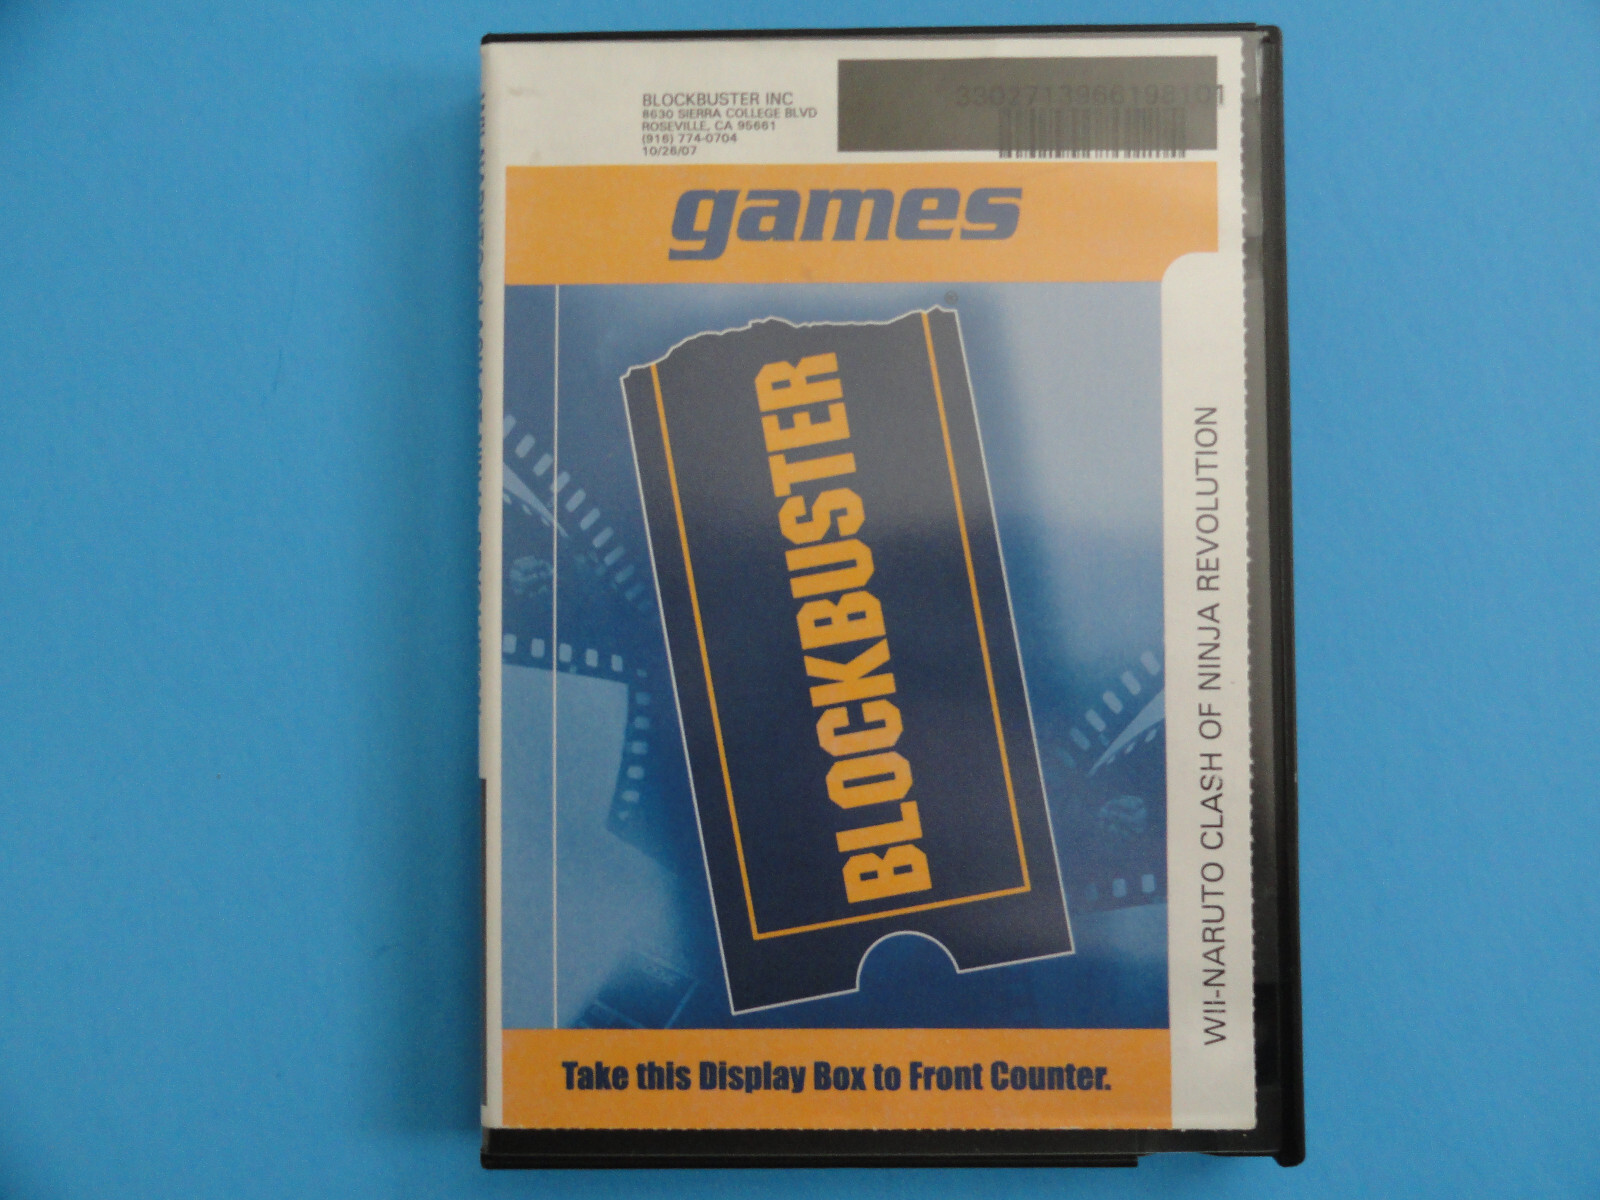 BLOCKBUSTER INC
8630 SIERRA COLLEGE BLVD
ROSEVILLE, CA 95661
(916) 774-0704
10/26/07
games
®
BLOCKBUSTER
WII-NARUTO CLASH OF NINJA REVOLUTION
Take this Display Box to Front Counter.